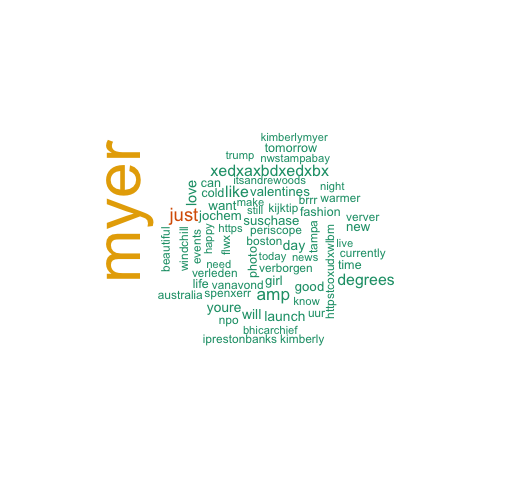 myer
kimberlymyer
tomorrow
trump nwstampabay
xedxaxbdxedxbx
itsandrewoods
love can night
cold like valentines
brrr warmer
want make
still kijktip fashion
just jochem suschase verver
https periscope new
beautiful windchill events happy flwx
boston day tampa live
photo today news currently
need verborgen time
verleden girl degrees
life vanavond good
httpstcoxudxwlbm
australia spenxerr amp know
youre will launch uur
npo
bhicarchief
iprestonbanks kimberly